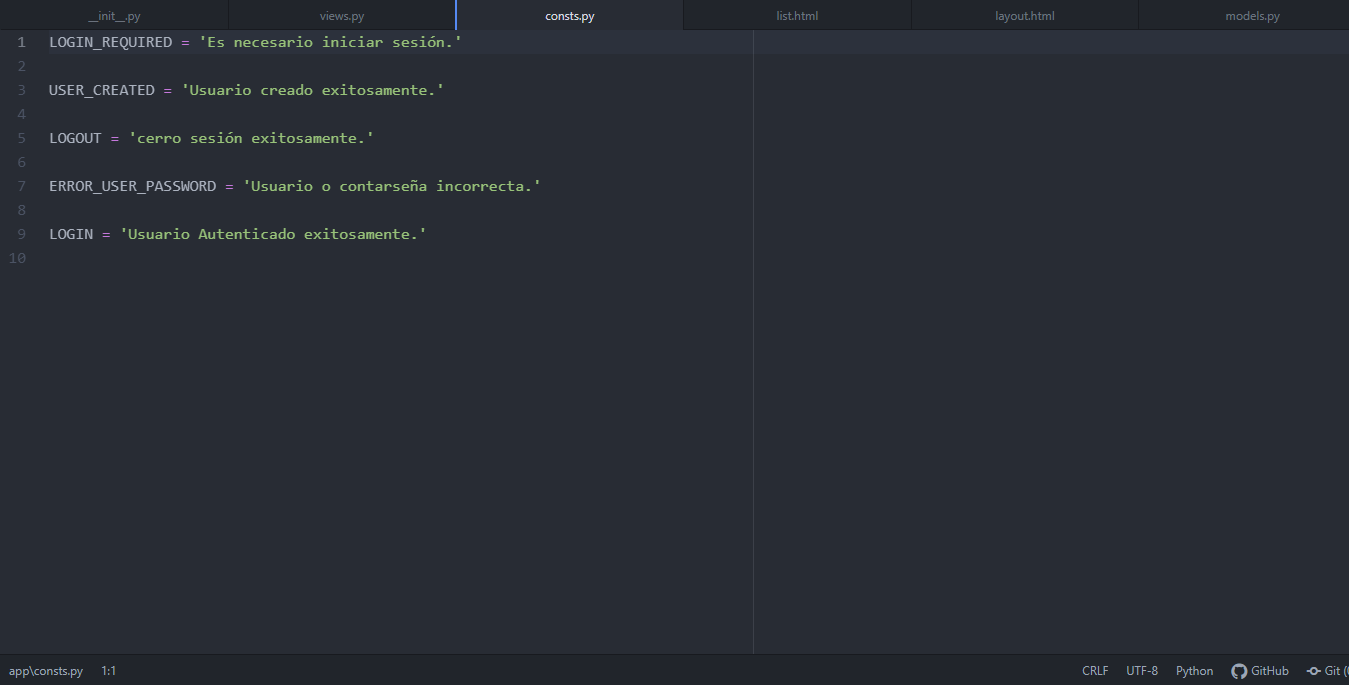 __init__.py views.py consts.py list.html layout.html models.py
1 LOGIN_REQUIRED = 'Es necesario iniciar sesión.'
2
3 USER_CREATED = 'Usuario creado exitosamente.'
4
5 LOGOUT = 'cerro sesión exitosamente.'
6
7 ERROR_USER_PASSWORD = 'Usuario o contarseña incorrecta.'
8
9 LOGIN = 'Usuario Autenticado exitosamente.'
10
app\consts.py 1:1 CRLF UTF-8 Python GitHub Git (